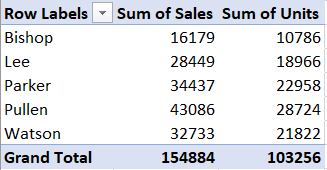 Row Labels Sum of Sales Sum of Units
Bishop 16179 10786
Lee 28449 18966
Parker 34437 22958
Pullen 43086 28724
Watson 32733 21822
Grand Total 154884 103256